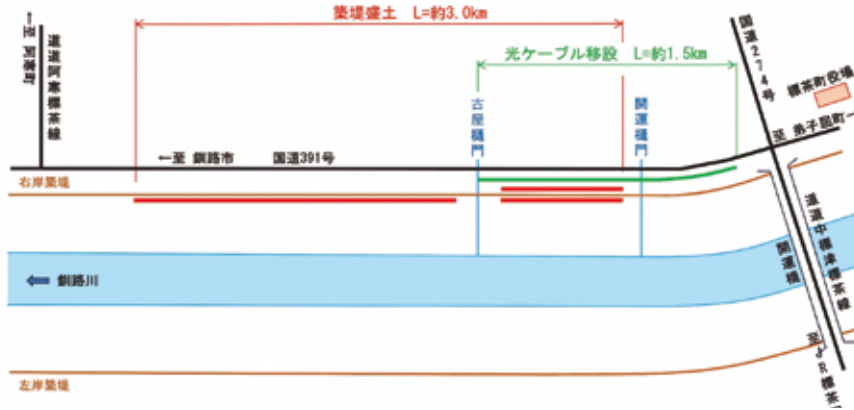 築堤盛土 L=約3.0km
光ケーブル移設 L=約1.5km
国道274号
標茶町役場
←至 阿寒町
道道阿寒標茶線
古屋樋門
開運樋門
至 弟子屈町→
←至 釧路市 国道391号
右岸築堤
道道中標津標茶線
開運橋
釧路川
至JR標茶
左岸築堤